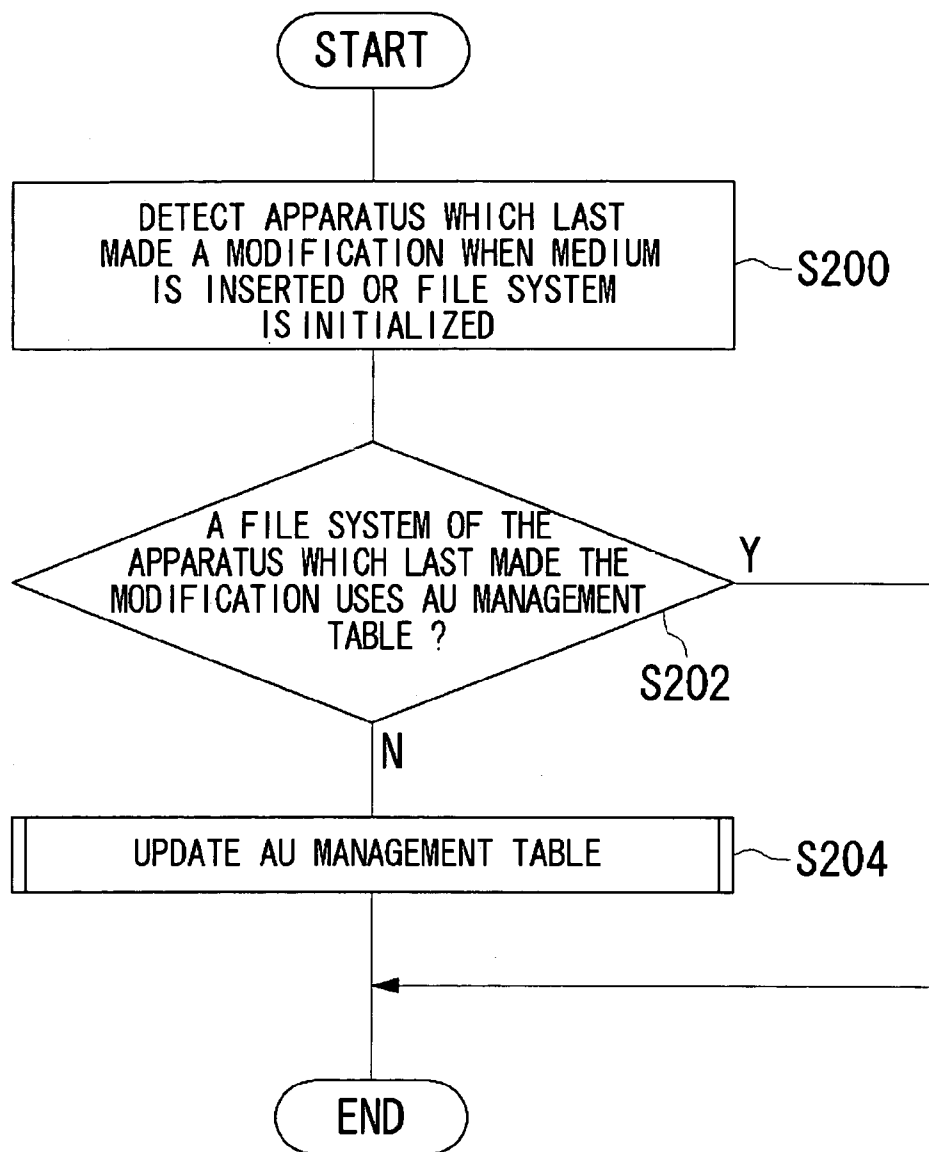 START
DETECT APPARATUS WHICH LAST
MADE A MODIFICATION WHEN MEDIUM
IS INSERTED OR FILE SYSTEM
IS INITIALIZED
S200
A FILE SYSTEM OF THE
APPARATUS WHICH LAST MADE THE
MODIFICATION USES AU MANAGEMENT
TABLE ?
Y
S202
N
UPDATE AU MANAGEMENT TABLE
S204
END